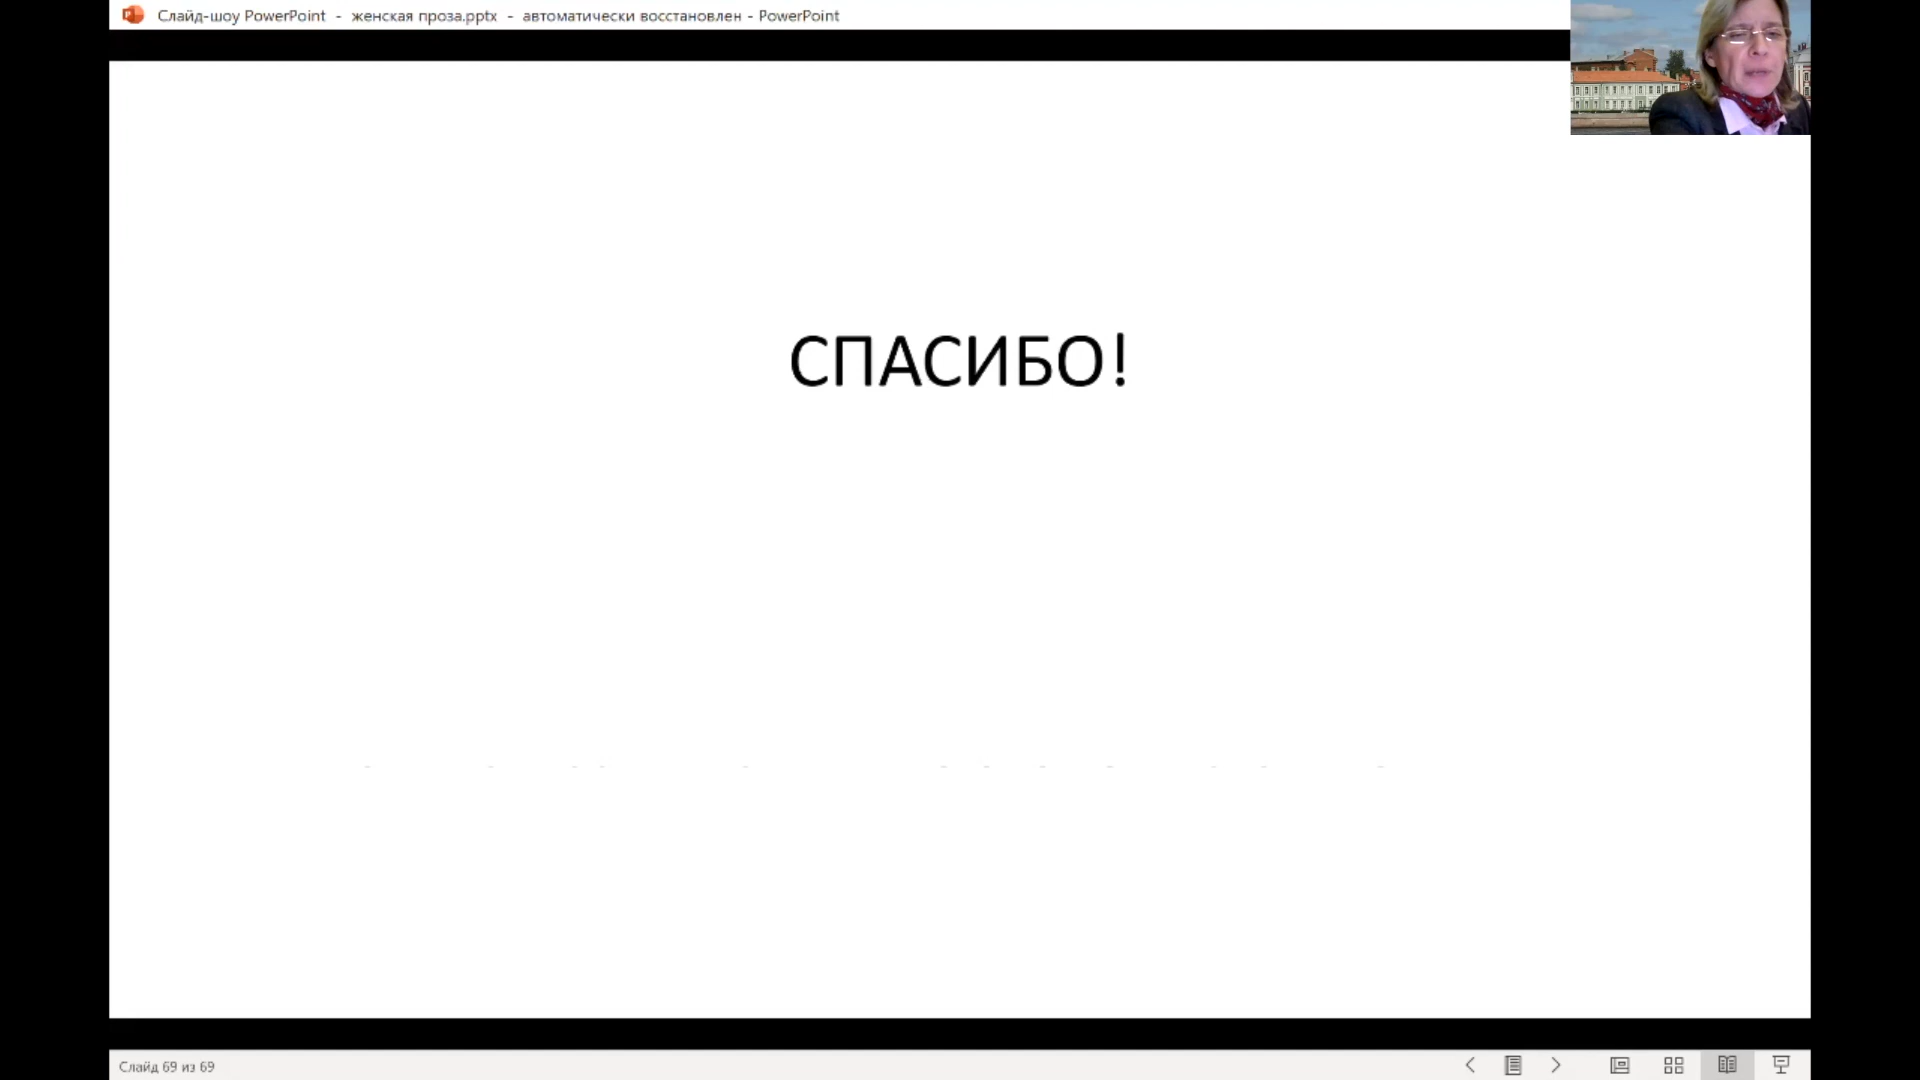 Слайд-шоу PowerPoint - женская проза.pptx - автоматически восстановлен - PowerPoint
СПАСИБО!
Слайд 69 из 69